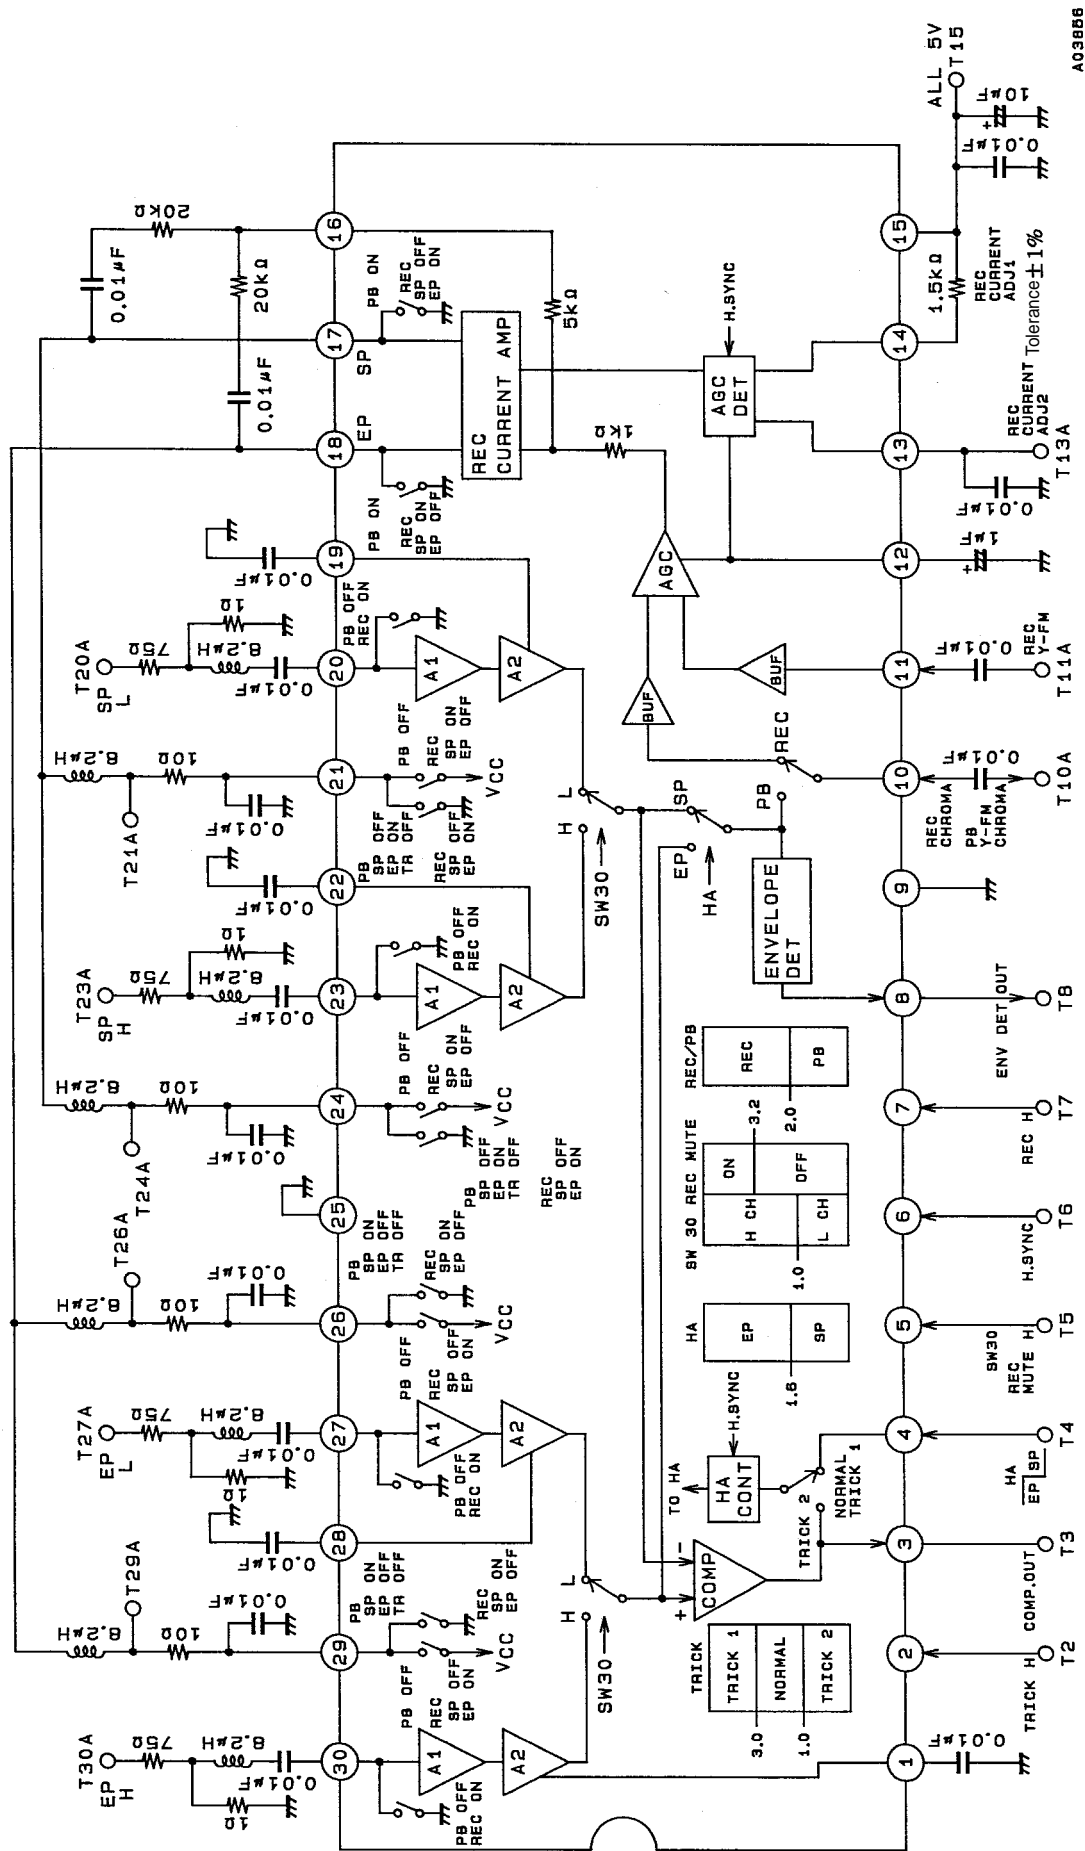 T30A
EP
H
75Ω
8.2μH
1Ω
0.01μF
30
A1
A2
PB OFF
REC ON
T29A
8.2μH
10Ω
0.01μF
29
PB OFF
REC
SP OFF
EP ON
VCC
PB
SP ON
EP OFF
TR OFF
REC
SP ON
EP OFF
28
0.01μF
T27A
EP
L
75Ω
8.2μH
1Ω
0.01μF
27
A1
A2
PB OFF
REC ON
T26A
8.2μH
10Ω
0.01μF
26
PB OFF
REC
SP OFF
EP ON
VCC
PB
SP ON
EP OFF
TR OFF
REC
SP ON
EP OFF
25
T24A
8.2μH
10Ω
0.01μF
24
PB OFF
REC
SP ON
EP OFF
VCC
PB
SP OFF
EP ON
TR OFF
REC
SP OFF
EP ON
T23A
SP
H
75Ω
8.2μH
1Ω
0.01μF
23
A1
A2
PB OFF
REC ON
22
0.01μF
T21A
8.2μH
10Ω
0.01μF
21
PB OFF
REC
SP ON
EP OFF
VCC
PB
SP OFF
EP ON
TR OFF
REC
SP OFF
EP ON
T20A
SP
L
75Ω
8.2μH
1Ω
0.01μF
20
A1
A2
PB OFF
REC ON
19
0.01μF
18
EP
PB ON
REC
SP ON
EP OFF
0.01μF
20kΩ
17
SP
PB ON
REC
SP OFF
EP ON
0.01μF
20kΩ
16
REC
CURRENT AMP
5kΩ
1kΩ
AGC
AGC
DET
H.SYNC
BUF
BUF
H
L
SW30
H
L
SW30
EP
SP
HA
PB
REC
ENVELOPE
DET
COMP
+
-
TRICK 2
NORMAL
TRICK 1
HA
CONT
TO HA
H.SYNC
TRICK
TRICK 1
3.0
NORMAL
1.0
TRICK 2
HA
EP
1.6
SP
SW 30 REC MUTE
H CH
ON
3.2
OFF
1.0
L CH
REC/PB
REC
2.0
PB
1
0.01μF
2
TRICK H
T2
3
COMP.OUT
T3
4
HA
EP SP
T4
5
SW30
REC
MUTE H
T5
6
H.SYNC
T6
7
REC H
T7
8
ENV DET OUT
T8
9
10
REC
CHROMA
PB
Y-FM
CHROMA
0.01μF
T10A
11
0.01μF
REC
Y-FM
T11A
12
1μF
+
13
0.01μF
REC
CURRENT
ADJ2
T13A
14
1.5kΩ
REC
CURRENT
ADJ1
Tolerance±1%
15
0.01μF
10μF
+
ALL 5V
T15
A03856